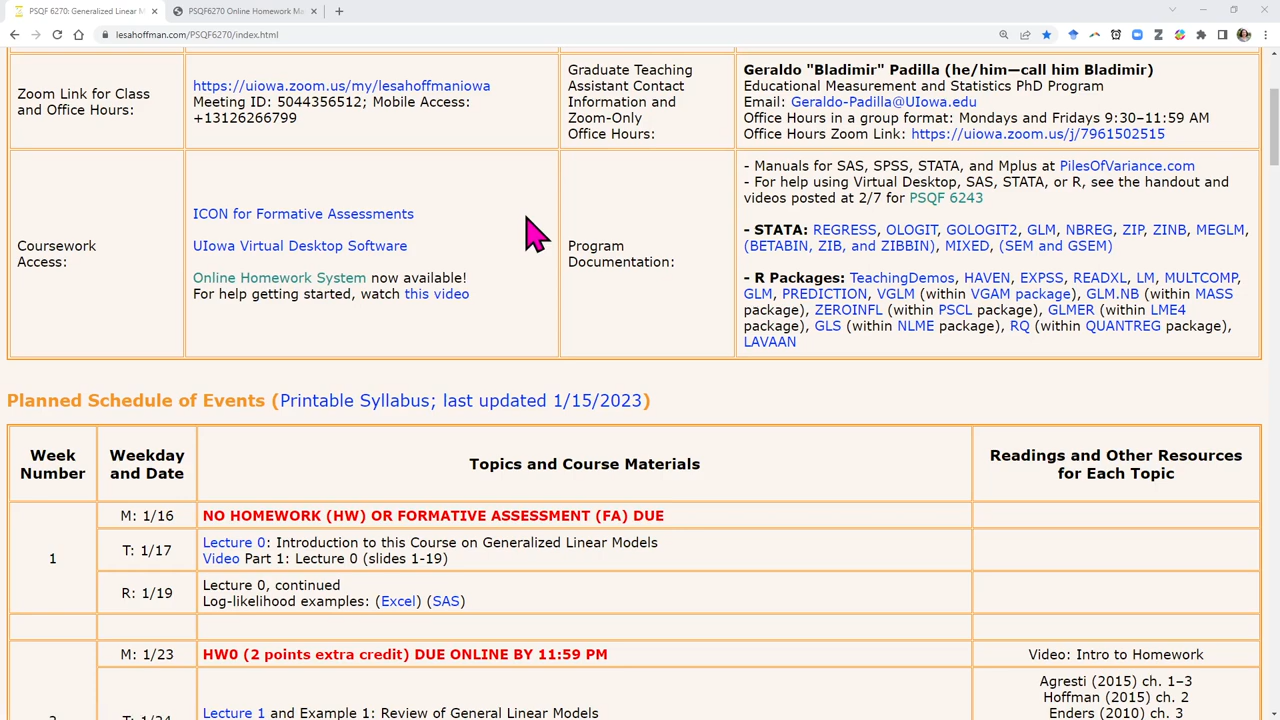 PSQF 6270: Generalized Linear M
PSQF6270 Online Homework Ma
lesahoffman.com/PSQF6270/index.html
Zoom Link for Class
and Office Hours:
https://uiowa.zoom.us/my/lesahoffmaniowa
Meeting ID: 5044356512; Mobile Access:
+13126266799
Graduate Teaching
Assistant Contact
Information and
Zoom-Only
Office Hours:
Geraldo "Bladimir" Padilla (he/him—call him Bladimir)
Educational Measurement and Statistics PhD Program
Email: Geraldo-Padilla@UIowa.edu
Office Hours in a group format: Mondays and Fridays 9:30–11:59 AM
Office Hours Zoom Link: https://uiowa.zoom.us/j/7961502515
Coursework
Access:
ICON for Formative Assessments
UIowa Virtual Desktop Software
Online Homework System now available!
For help getting started, watch this video
Program
Documentation:
- Manuals for SAS, SPSS, STATA, and Mplus at PilesOfVariance.com
- For help using Virtual Desktop, SAS, STATA, or R, see the handout and
videos posted at 2/7 for PSQF 6243
- STATA: REGRESS, OLOGIT, GOLOGIT2, GLM, NBREG, ZIP, ZINB, MEGLM,
(BETABIN, ZIB, and ZIBBIN), MIXED, (SEM and GSEM)
- R Packages: TeachingDemos, HAVEN, EXPSS, READXL, LM, MULTCOMP,
GLM, PREDICTION, VGLM (within VGAM package), GLM.NB (within MASS
package), ZEROINFL (within PSCL package), GLMER (within LME4
package), GLS (within NLME package), RQ (within QUANTREG package),
LAVAAN
Planned Schedule of Events (Printable Syllabus; last updated 1/15/2023)
Week
Number
Weekday
and Date
Topics and Course Materials
Readings and Other Resources
for Each Topic
1
M: 1/16
NO HOMEWORK (HW) OR FORMATIVE ASSESSMENT (FA) DUE
T: 1/17
Lecture 0: Introduction to this Course on Generalized Linear Models
Video Part 1: Lecture 0 (slides 1-19)
R: 1/19
Lecture 0, continued
Log-likelihood examples: (Excel) (SAS)
M: 1/23
HW0 (2 points extra credit) DUE ONLINE BY 11:59 PM
Video: Intro to Homework
Lecture 1 and Example 1: Review of General Linear Models
Agresti (2015) ch. 1–3
Hoffman (2015) ch. 2
Enders (2010) ch. 3